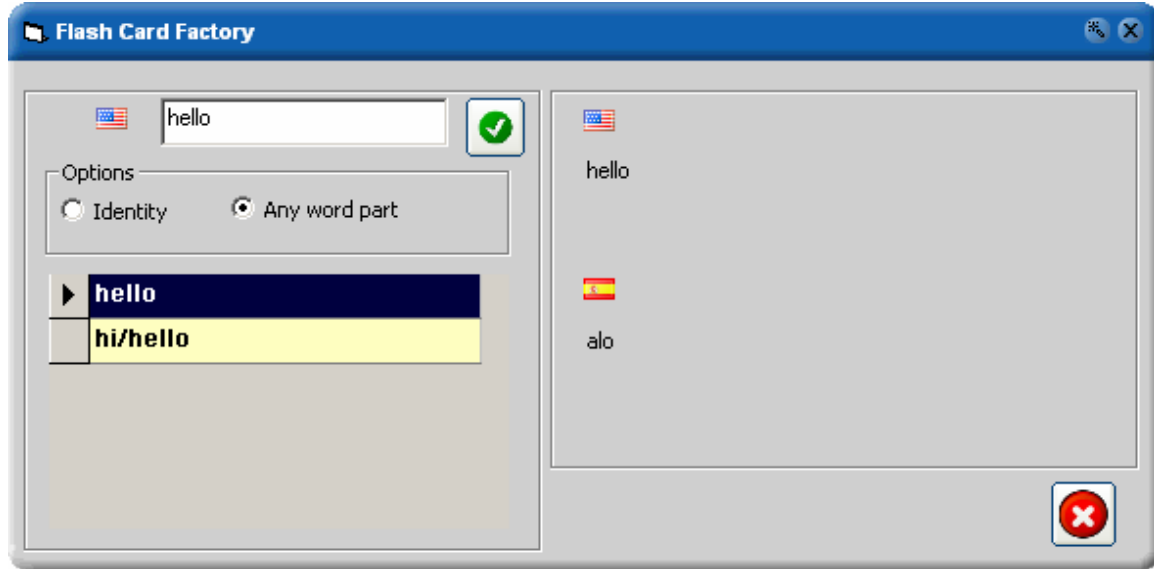 Flash Card Factory
hello
Options
Identity
Any word part
hello
hi/hello
hello
alo